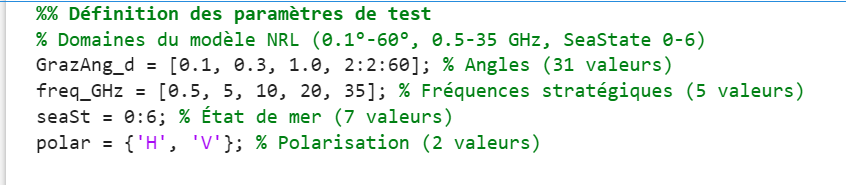 %% Définition des paramètres de test
% Domaines du modèle NRL (0.1°-60°, 0.5-35 GHz, SeaState 0-6)
GrazAng_d = [0.1, 0.3, 1.0, 2:2:60]; % Angles (31 valeurs)
freq_GHz = [0.5, 5, 10, 20, 35]; % Fréquences stratégiques (5 valeurs)
seaSt = 0:6; % État de mer (7 valeurs)
polar = {'H', 'V'}; % Polarisation (2 valeurs)